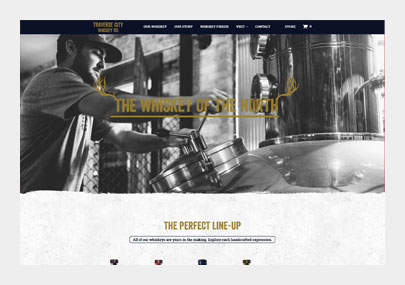 TRAVERSE CITY
WHISKEY CO.
OUR WHISKEY OUR STORY WHISKEY FINDER VISIT CONTACT STORE 0
THE WHISKEY OF THE NORTH
THE PERFECT LINE-UP
All of our whiskeys are years in the making. Explore each handcrafted expression.